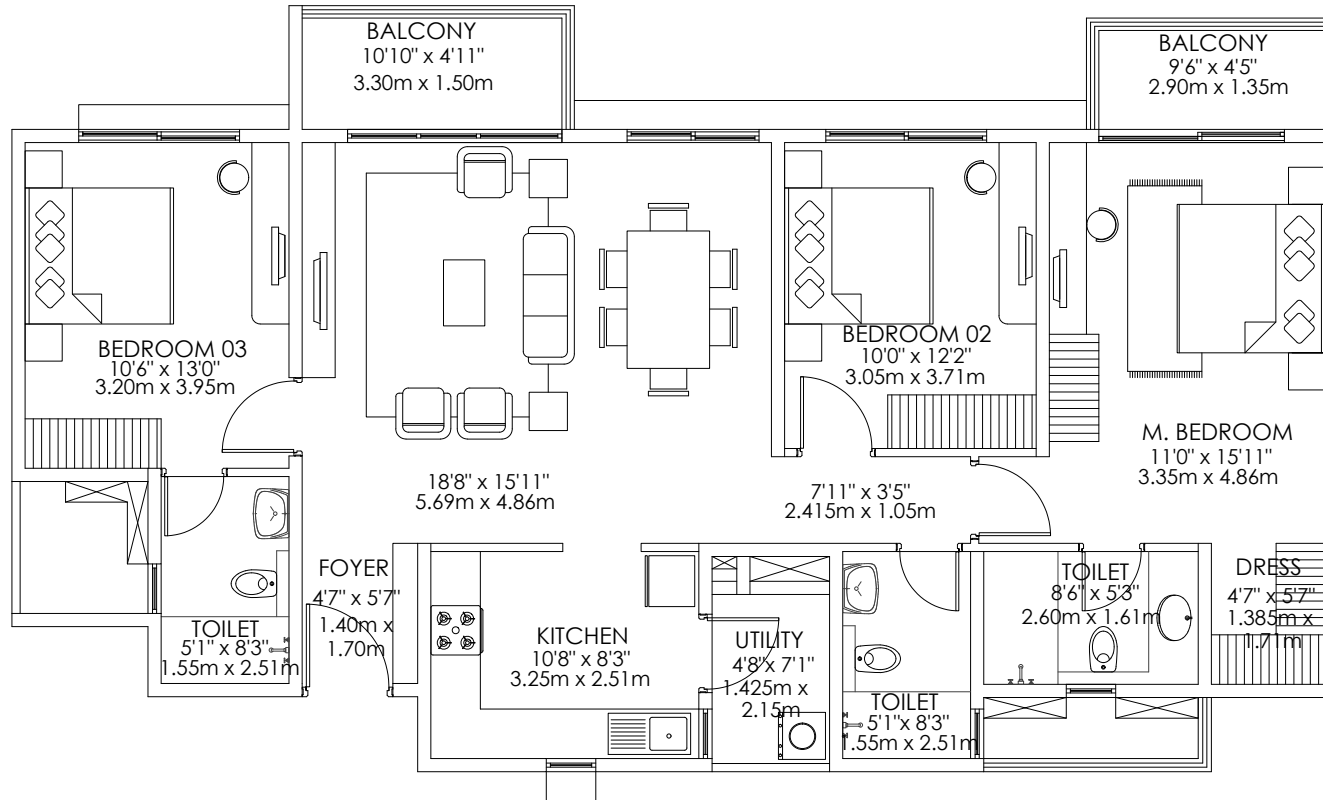 BALCONY
10'10" x 4'11"
3.30m x 1.50m
BALCONY
9'6" x 4'5"
2.90m x 1.35m
BEDROOM 03
10'6" x 13'0"
3.20m x 3.95m
BEDROOM 02
10'0" x 12'2"
3.05m x 3.71m
M. BEDROOM
11'0" x 15'11"
3.35m x 4.86m
18'8" x 15'11"
5.69m x 4.86m
7'11" x 3'5"
2.415m x 1.05m
FOYER
4'7" x 5'7"
1.40m x
1.70m
TOILET
5'1" x 8'3"
1.55m x 2.51m
KITCHEN
10'8" x 8'3"
3.25m x 2.51m
UTILITY
4'8" x 7'1"
1.425m x
2.15m
TOILET
5'1"x 8'3"
1.55m x 2.51m
TOILET
8'6" x 5'3"
2.60m x 1.61m
DRESS
4'7" x 5'7"
1.385m x
1.71m